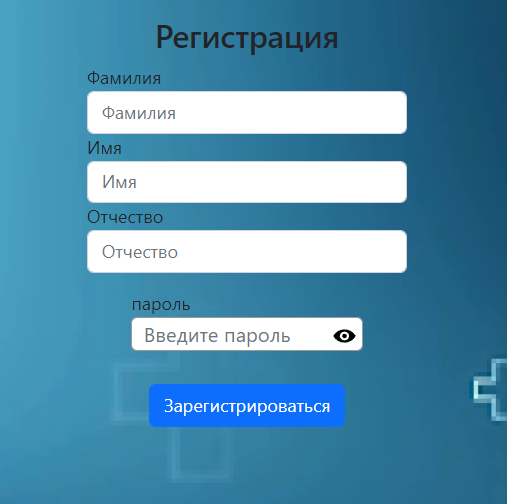 Регистрация
Фамилия
Фамилия
Имя
Имя
Отчество
Отчество
пароль
Введите пароль
Зарегистрироваться